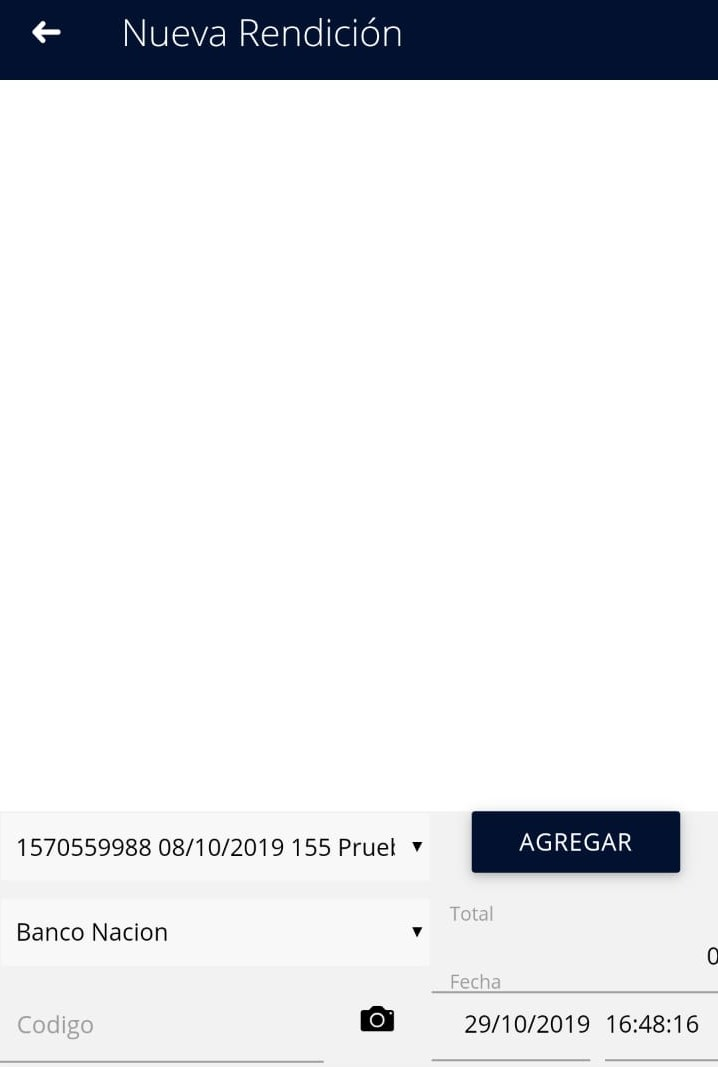 Nueva Rendición
1570559988 08/10/2019 155
AGREGAR
Banco Nacion
Total
0
Fecha
Codigo
29/10/2019 16:48:16